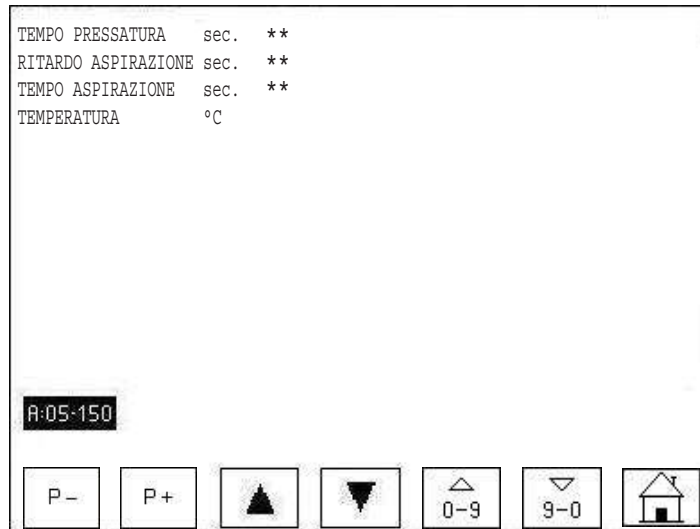 TEMPO PRESSATURA sec. **
RITARDO ASPIRAZIONE sec. **
TEMPO ASPIRAZIONE sec. **
TEMPERATURA °C
A:05-150
P- P+ 0-9 9-0